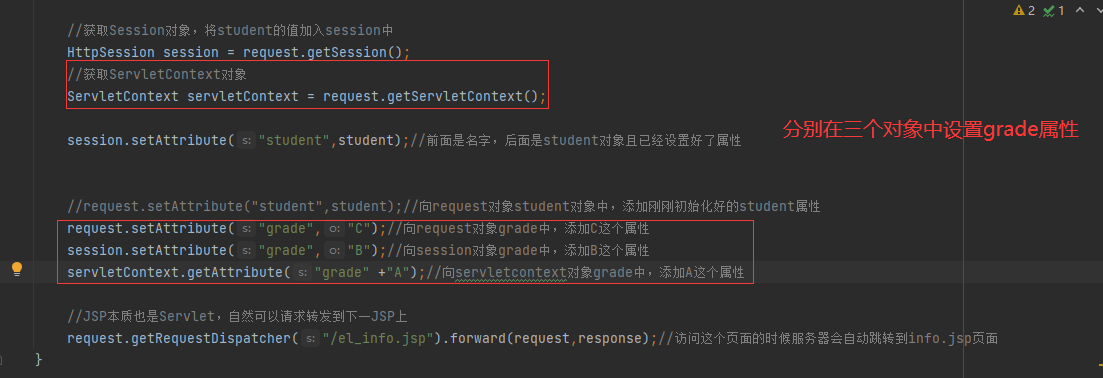 2 1
//获取Session对象，将student的值加入session中
HttpSession session = request.getSession();
//获取ServletContext对象
ServletContext servletContext = request.getServletContext();
分别在三个对象中设置grade属性
session.setAttribute( s: "student",student);//前面是名字，后面是student对象且已经设置好了属性
//request.setAttribute("student",student);//向request对象student对象中，添加刚刚初始化好的student属性
request.setAttribute( s: "grade", o: "C");//向request对象grade中，添加C这个属性
session.setAttribute( s: "grade", o: "B");//向session对象grade中，添加B这个属性
servletContext.getAttribute( s: "grade" +"A");//向servletcontext对象grade中，添加A这个属性
//JSP本质也是Servlet，自然可以请求转发到下一JSP上
request.getRequestDispatcher( s: "/el_info.jsp").forward(request,response);//访问这个页面的时候服务器会自动跳转到info.jsp页面
}